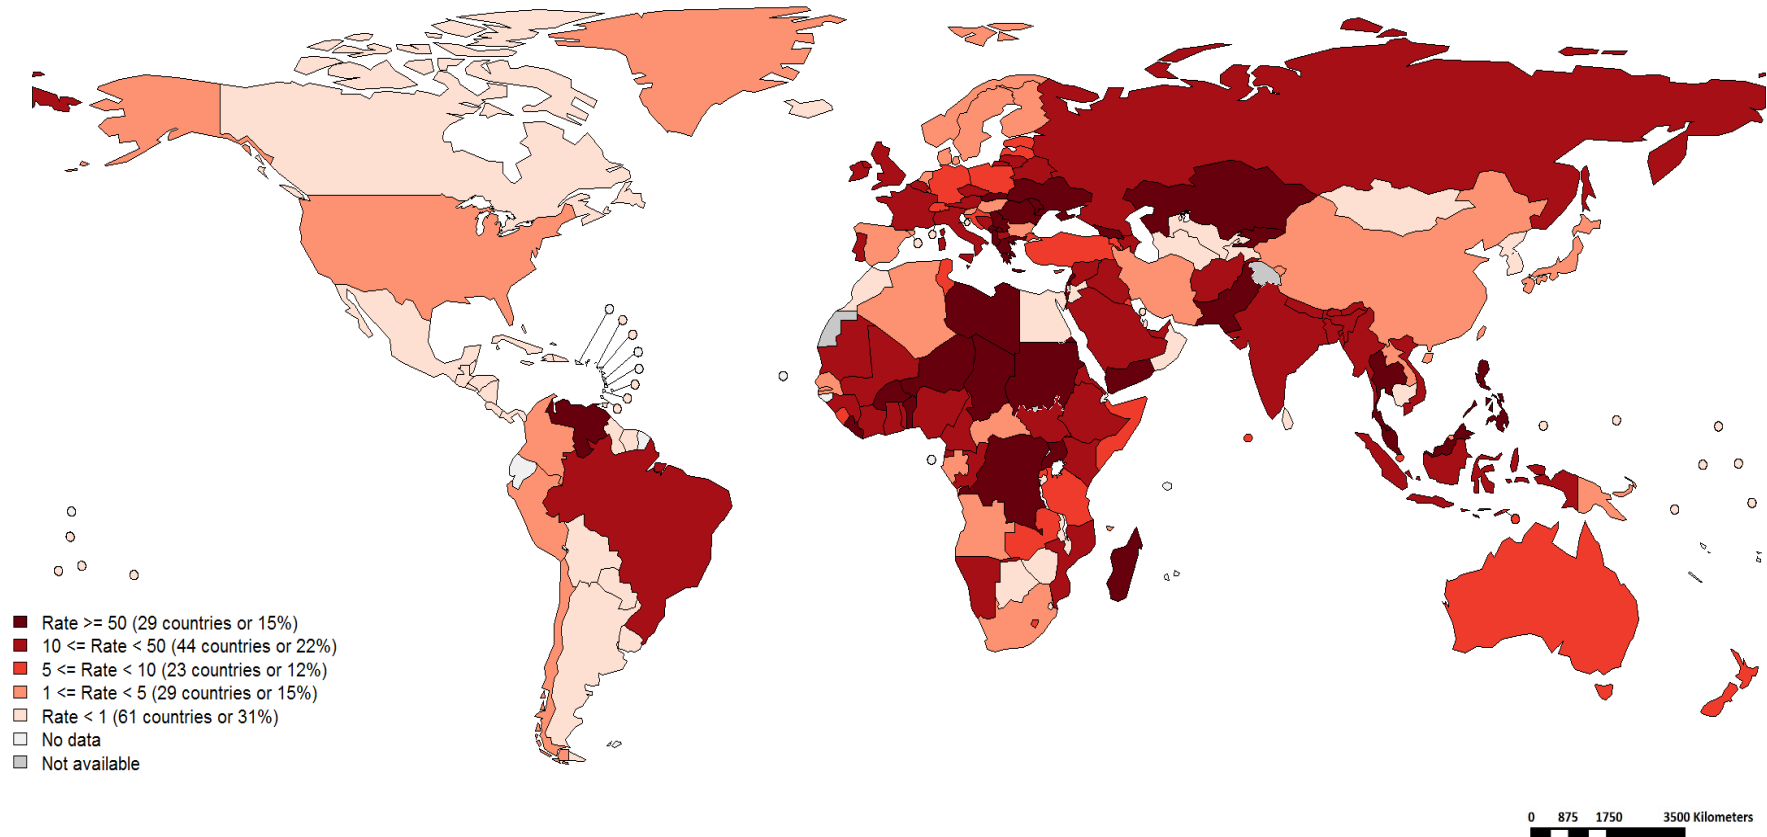 Rate >= 50 (29 countries or 15%)
10 <= Rate < 50 (44 countries or 22%)
5 <= Rate < 10 (23 countries or 12%)
1 <= Rate < 5 (29 countries or 15%)
Rate < 1 (61 countries or 31%)
No data
Not available
0 875 1750 3500 Kilometers